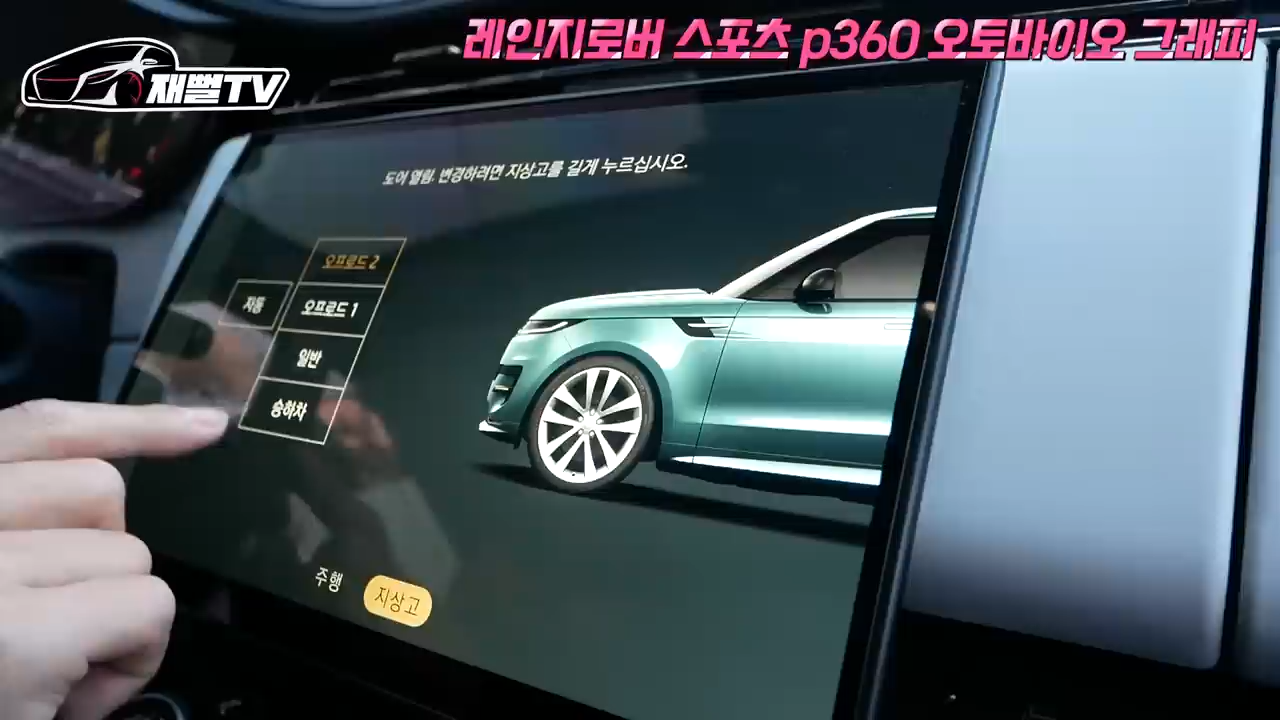 레인지로버 스포츠 p360 오토바이오 그래피
재뻘TV
도어 열림. 변경하려면 지상고를 길게 누르십시오.
오프로드 2
자동
오프로드 1
일반
승하차
주행
지상고